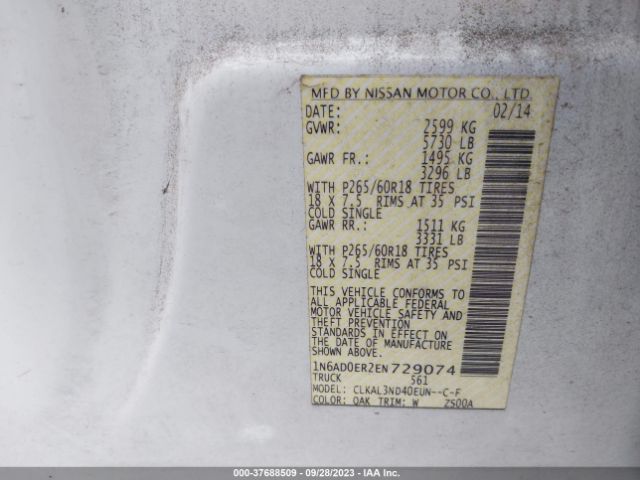 MFD BY NISSAN MOTOR CO., LTD.
DATE: 02/14
GVWR: 2599 KG
5730 LB
GAWR FR.: 1495 KG
3296 LB
WITH P265/60R18 TIRES
18 X 7.5 RIMS AT 35 PSI
COLD SINGLE
GAWR RR.: 1511 KG
3331 LB
WITH P265/60R18 TIRES
18 X 7.5 RIMS AT 35 PSI
COLD SINGLE
THIS VEHICLE CONFORMS TO
ALL APPLICABLE FEDERAL
MOTOR VEHICLE SAFETY AND
THEFT PREVENTION
STANDARDS IN EFFECT ON
THE DATE OF MANUFACTURE
SHOWN ABOVE.
1N6AD0ER2EN729074
TRUCK 561
MODEL: CLKAL3ND40EUN--C-F
COLOR: QAK TRIM: W 2S00A
000-37688509 - 09/28/2023 - IAA Inc.